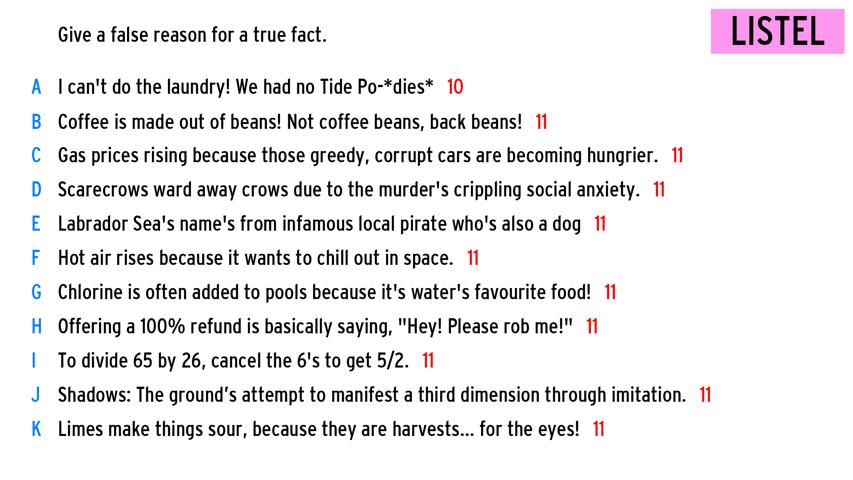 Give a false reason for a true fact.
LISTEL
A I can't do the laundry! We had no Tide Po-*dies* 10
B Coffee is made out of beans! Not coffee beans, back beans! 11
C Gas prices rising because those greedy, corrupt cars are becoming hungrier. 11
D Scarecrows ward away crows due to the murder's crippling social anxiety. 11
E Labrador Sea's name's from infamous local pirate who's also a dog 11
F Hot air rises because it wants to chill out in space. 11
G Chlorine is often added to pools because it's water's favourite food! 11
H Offering a 100% refund is basically saying, "Hey! Please rob me!" 11
I To divide 65 by 26, cancel the 6's to get 5/2. 11
J Shadows: The ground’s attempt to manifest a third dimension through imitation. 11
K Limes make things sour, because they are harvests... for the eyes! 11